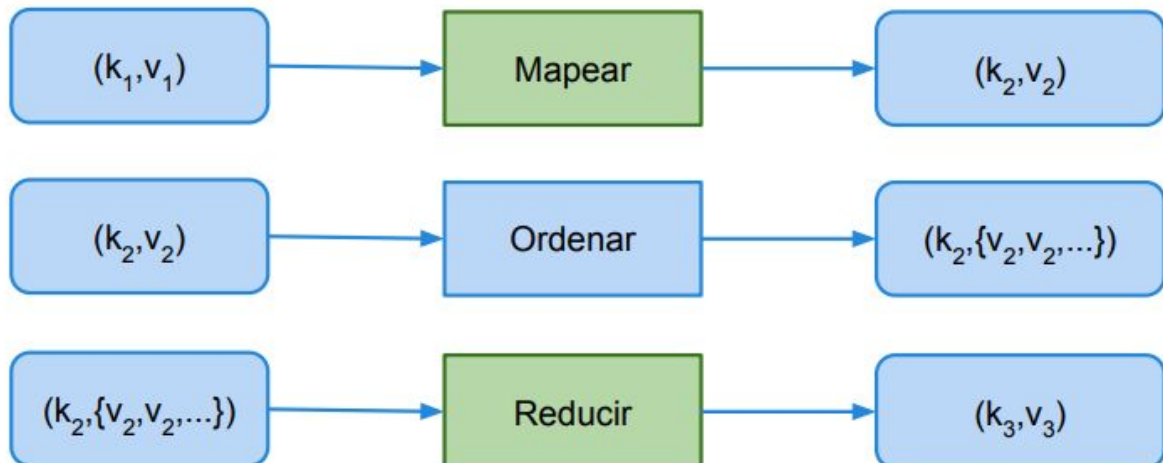 (k₁,v₁) Mapear (k₂,v₂)
(k₂,v₂) Ordenar (k₂,{v₂,v₂,...})
(k₂,{v₂,v₂,...}) Reducir (k₃,v₃)